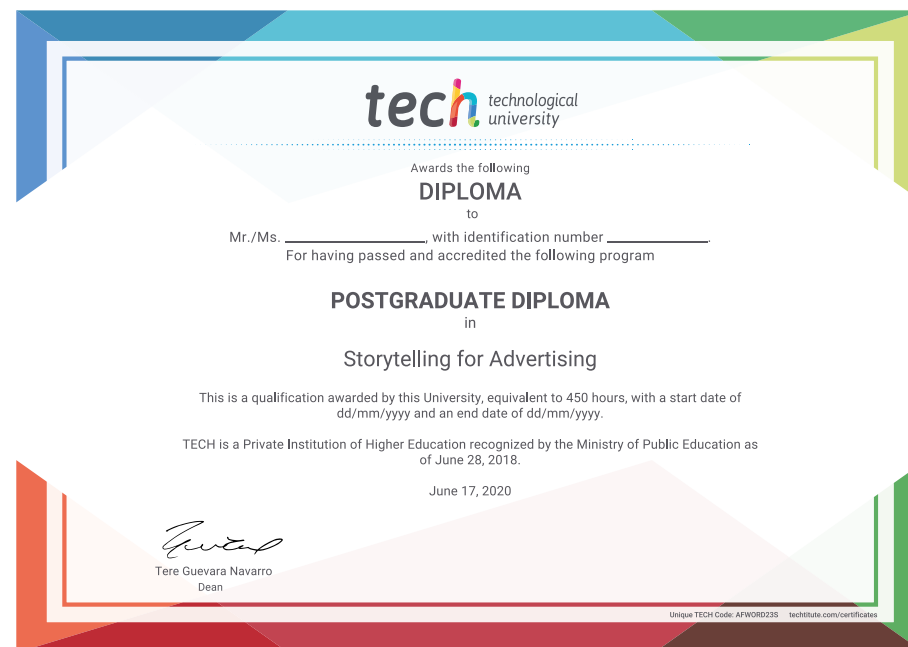 tech technological
university
Awards the following
DIPLOMA
to
Mr./Ms. ____________________, with identification number ______________.
For having passed and accredited the following program
POSTGRADUATE DIPLOMA
in
Storytelling for Advertising
This is a qualification awarded by this University, equivalent to 450 hours, with a start date of
dd/mm/yyyy and an end date of dd/mm/yyyy.
TECH is a Private Institution of Higher Education recognized by the Ministry of Public Education as
of June 28, 2018.
June 17, 2020
Tere Guevara Navarro
Dean
Unique TECH Code: AFWORD23S techtitute.com/certificates